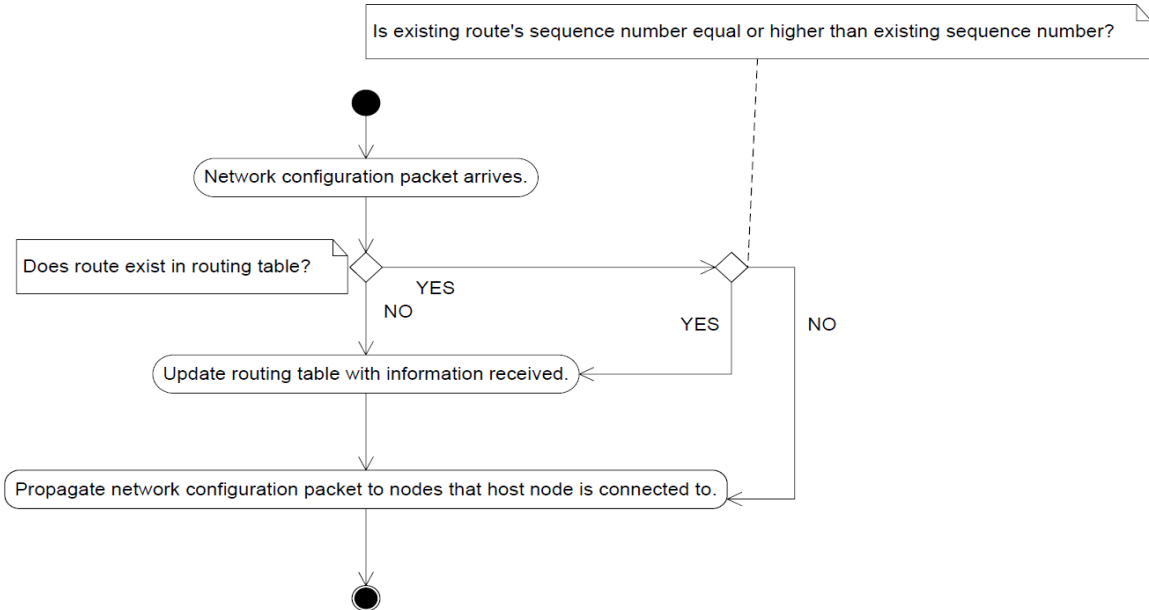 Is existing route's sequence number equal or higher than existing sequence number?
Network configuration packet arrives.
Does route exist in routing table?
YES
NO
YES
NO
Update routing table with information received.
Propagate network configuration packet to nodes that host node is connected to.